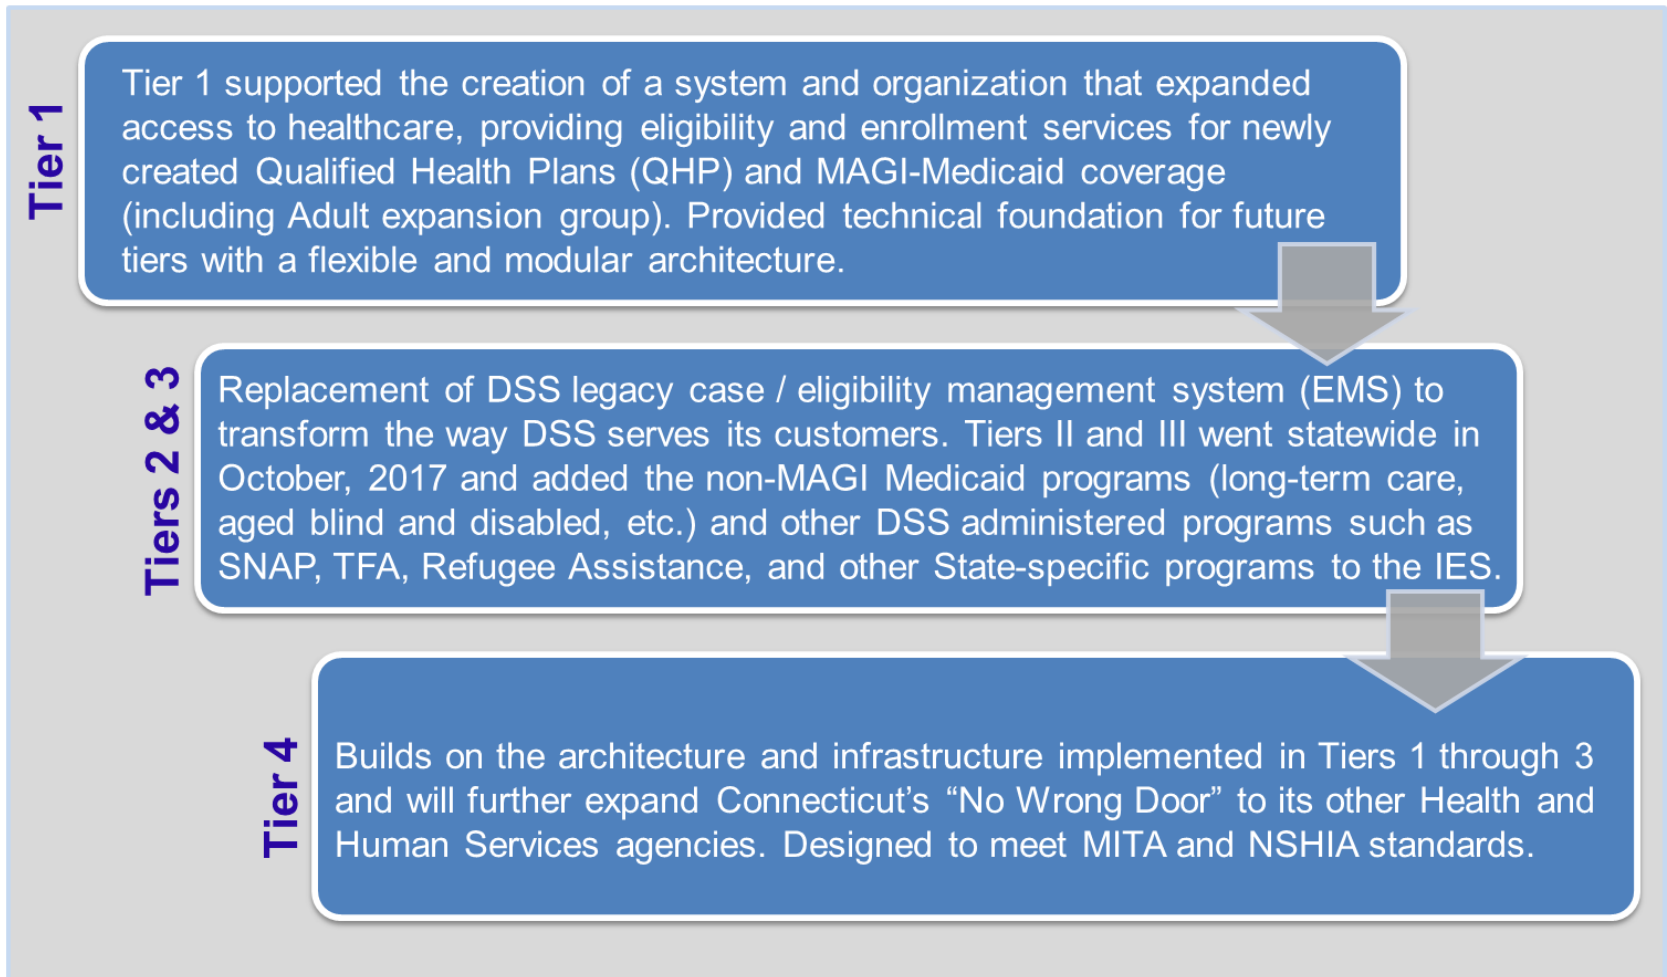 Tier 1
Tier 1 supported the creation of a system and organization that expanded
access to healthcare, providing eligibility and enrollment services for newly
created Qualified Health Plans (QHP) and MAGI-Medicaid coverage
(including Adult expansion group). Provided technical foundation for future
tiers with a flexible and modular architecture.
Tiers 2 & 3
Replacement of DSS legacy case / eligibility management system (EMS) to
transform the way DSS serves its customers. Tiers II and III went statewide in
October, 2017 and added the non-MAGI Medicaid programs (long-term care,
aged blind and disabled, etc.) and other DSS administered programs such as
SNAP, TFA, Refugee Assistance, and other State-specific programs to the IES.
Tier 4
Builds on the architecture and infrastructure implemented in Tiers 1 through 3
and will further expand Connecticut’s “No Wrong Door” to its other Health and
Human Services agencies. Designed to meet MITA and NSHIA standards.